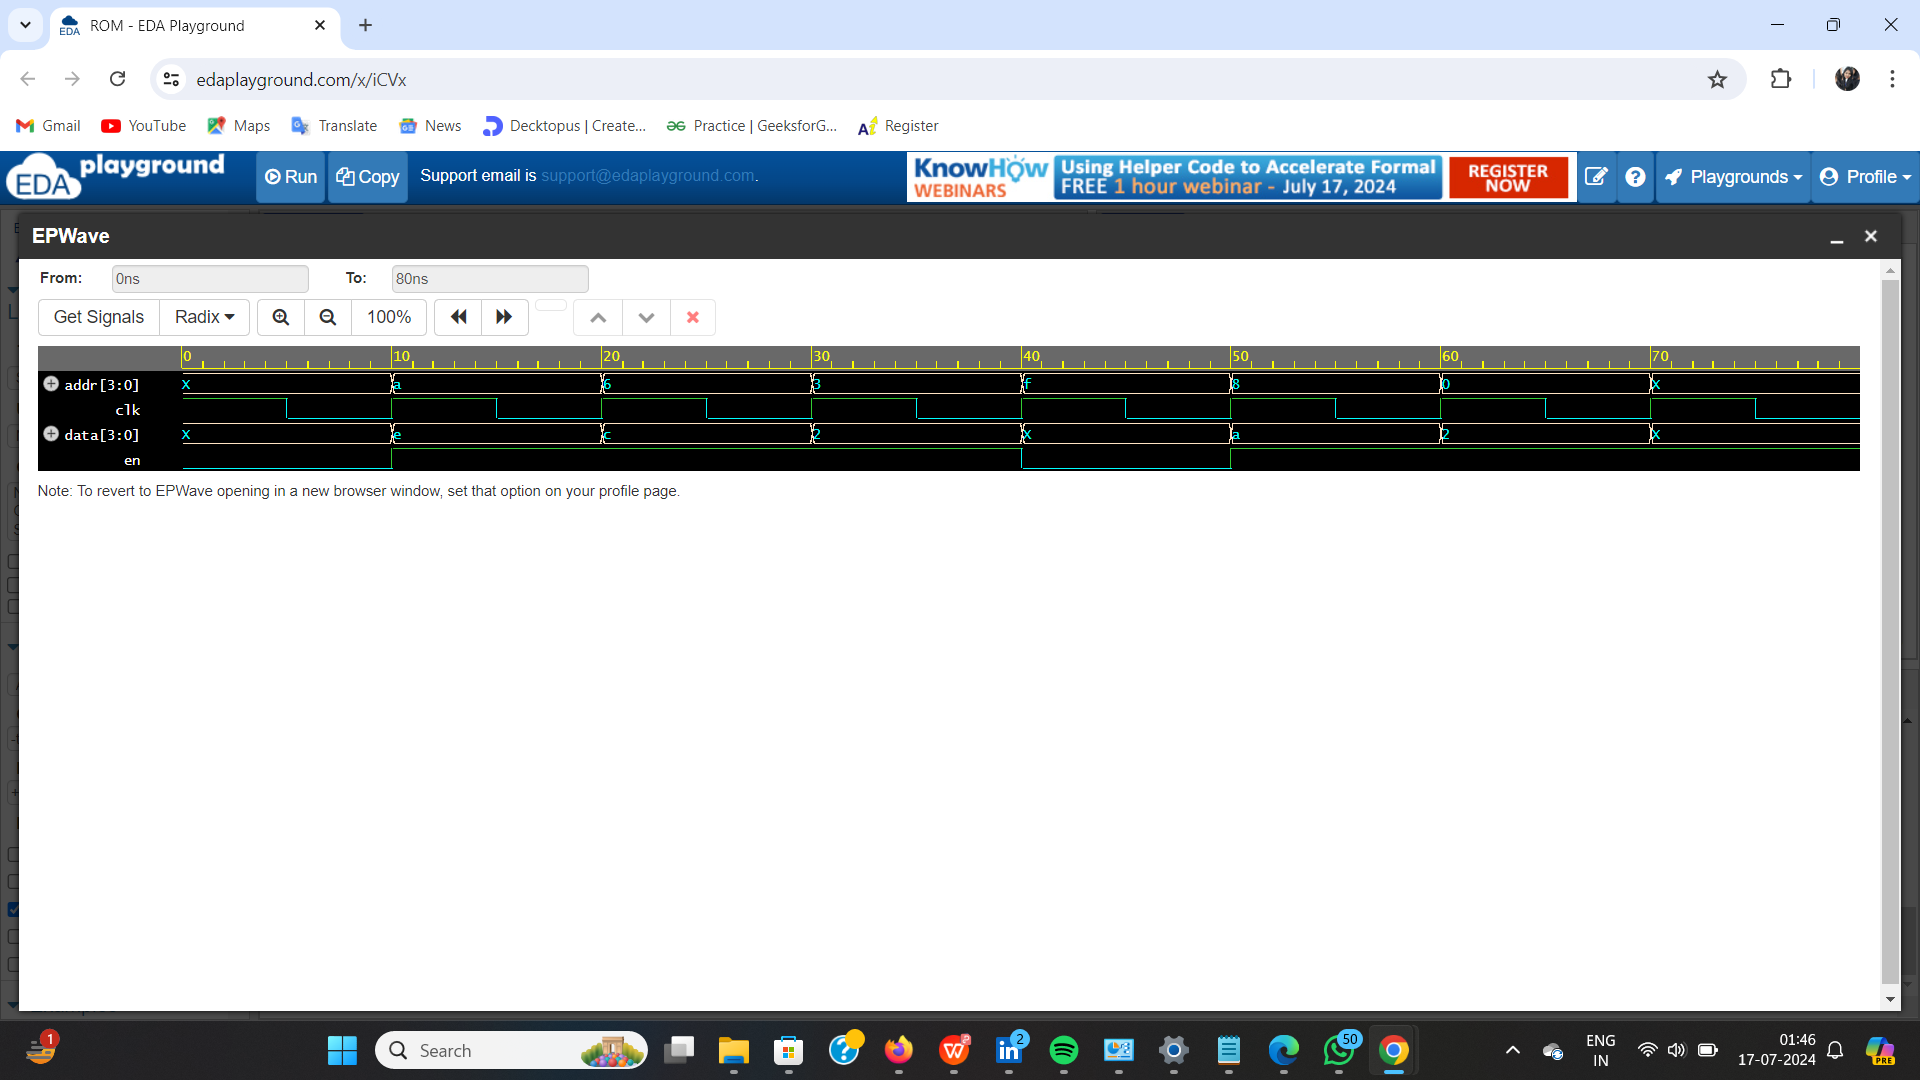 ROM - EDA Playground
edaplayground.com/x/iCVx
Gmail YouTube Maps Translate News Decktopus | Create... Practice | GeeksforG... Register
EDA playground Run Copy Support email is support@edaplayground.com. KnowHow WEBINARS Using Helper Code to Accelerate Formal FREE 1 hour webinar - July 17, 2024 REGISTER NOW Playgrounds Profile
EPWave
From: 0ns To: 80ns
Get Signals Radix 100%
0 10 20 30 40 50 60 70
addr[3:0] X a 6 3 f 8 0 X
clk
data[3:0] X e c 2 X a 2 X
en
Note: To revert to EPWave opening in a new browser window, set that option on your profile page.
1 Search 2 50 ENG IN 01:46 17-07-2024 PRE